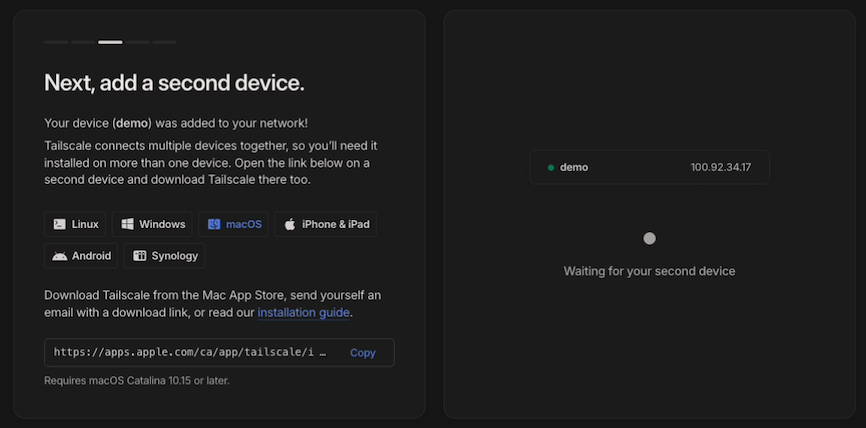 Next, add a second device.
Your device (demo) was added to your network!
Tailscale connects multiple devices together, so you'll need it
installed on more than one device. Open the link below on a
second device and download Tailscale there too.
Linux
Windows
macOS
iPhone & iPad
Android
Synology
Download Tailscale from the Mac App Store, send yourself an
email with a download link, or read our installation guide.
https://apps.apple.com/ca/app/tailscale/i …
Copy
Requires macOS Catalina 10.15 or later.
demo
100.92.34.17
Waiting for your second device